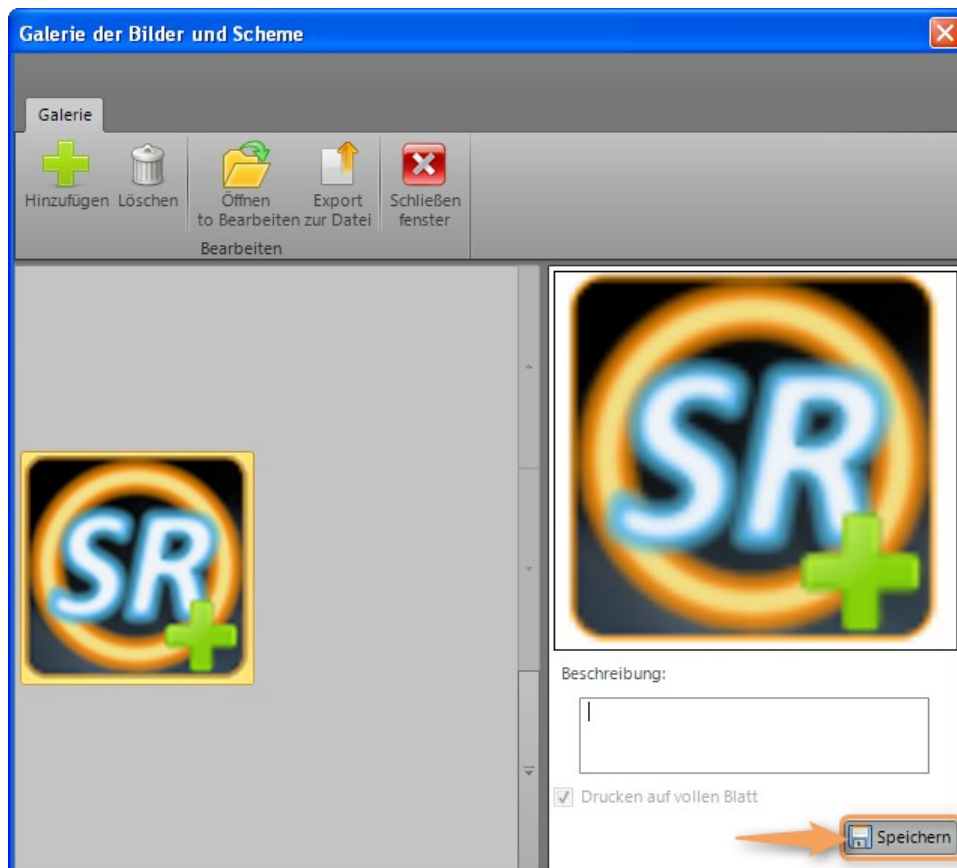 Galerie der Bilder und Scheme
Galerie
Hinzufügen Löschen Öffnen Export Schließen
to Bearbeiten zur Datei fenster
Bearbeiten
SR
SR
Beschreibung:
Drucken auf vollen Blatt
Speichern